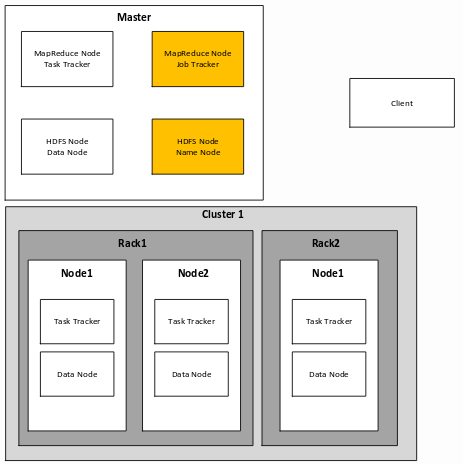 Master
MapReduce Node
Task Tracker
MapReduce Node
Job Tracker
HDFS Node
Data Node
HDFS Node
Name Node
Client
Cluster 1
Rack1
Rack2
Node1
Node2
Node1
Task Tracker
Task Tracker
Task Tracker
Data Node
Data Node
Data Node